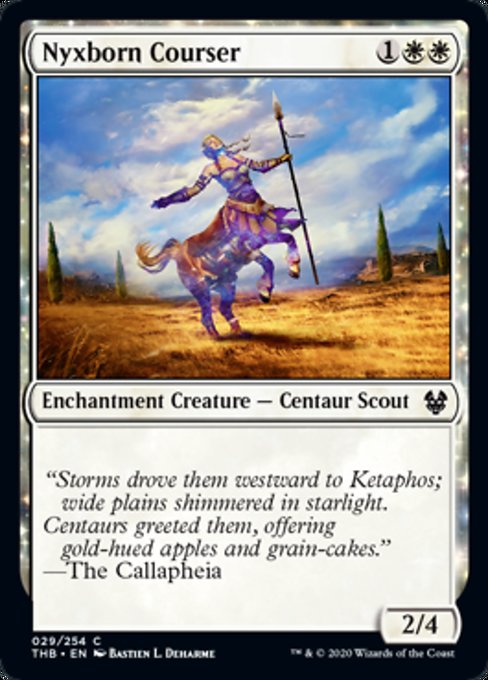 Nyxborn Courser 1
Enchantment Creature — Centaur Scout
“Storms drove them westward to Ketaphos;
wide plains shimmered in starlight.
Centaurs greeted them, offering
gold-hued apples and grain-cakes.”
—The Callapheia
2/4
029/254 C
THB • EN Bastien L. Deharme
™ & © 2020 Wizards of the Coast